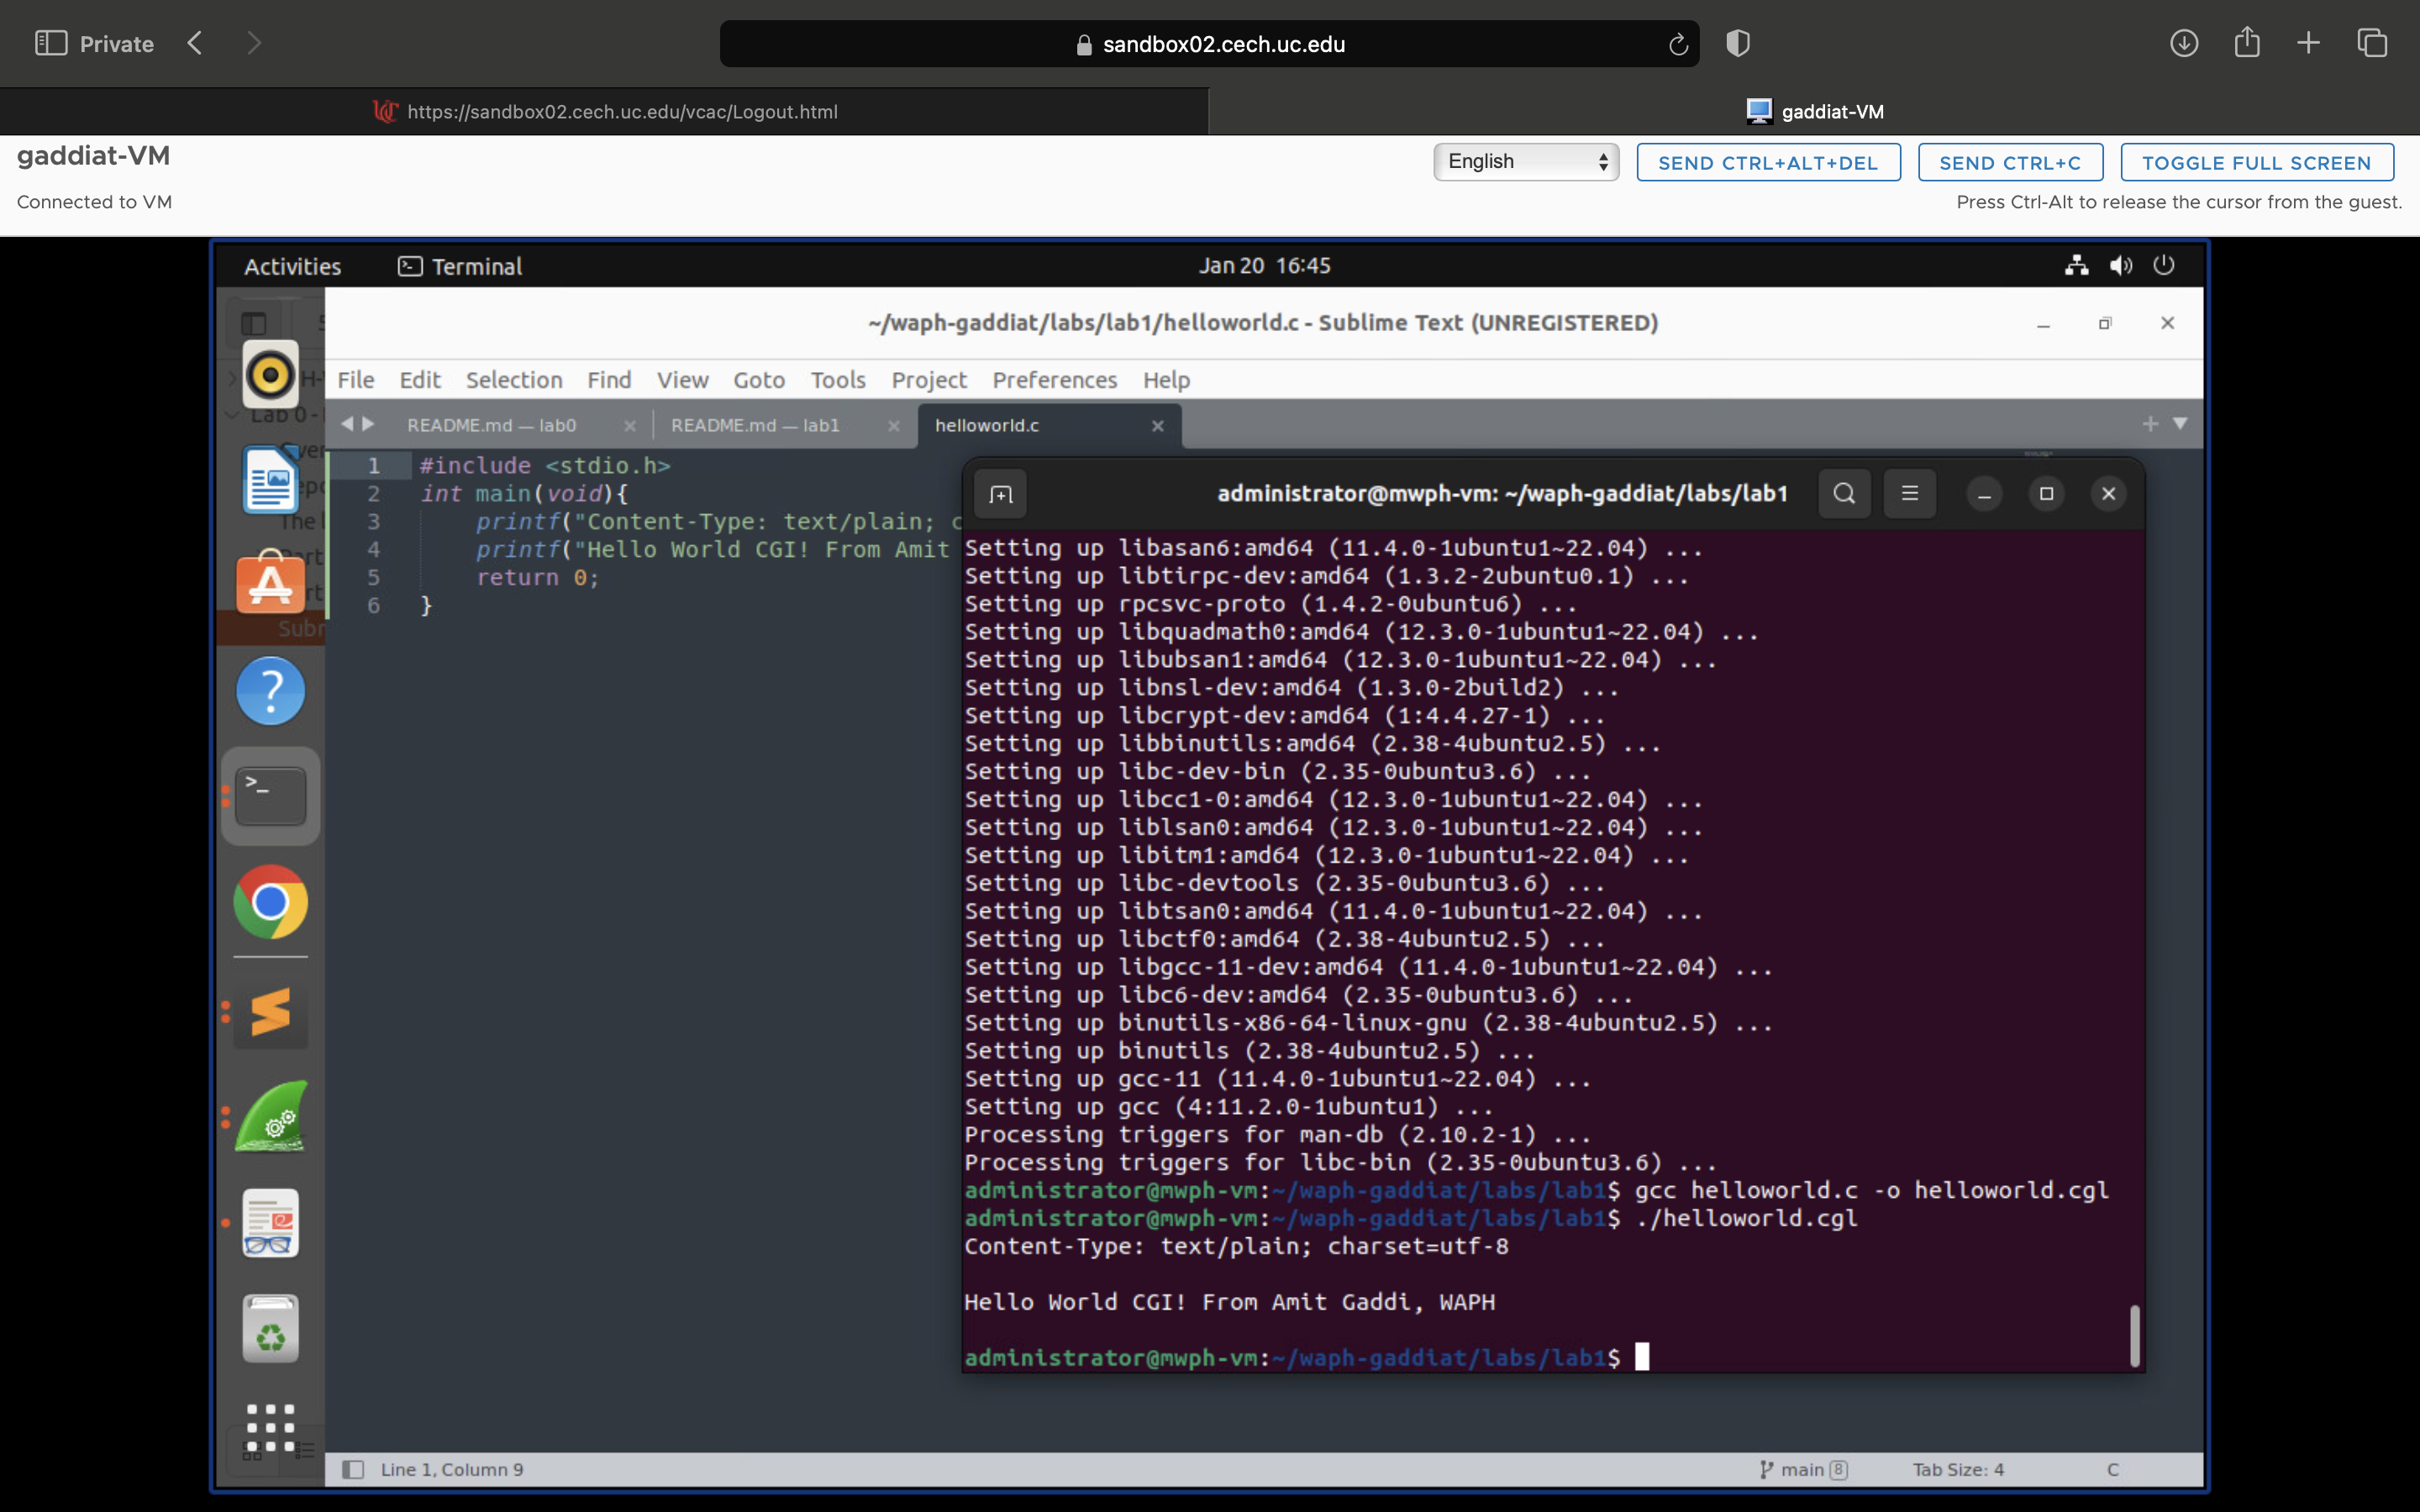 Private
sandbox02.cech.uc.edu
https://sandbox02.cech.uc.edu/vcac/Logout.html
gaddiat-VM
gaddiat-VM
English
SEND CTRL+ALT+DEL
SEND CTRL+C
TOGGLE FULL SCREEN
Connected to VM
Press Ctrl-Alt to release the cursor from the guest.
Activities
Terminal
Jan 20 16:45
~/waph-gaddiat/labs/lab1/helloworld.c - Sublime Text (UNREGISTERED)
File Edit Selection Find View Goto Tools Project Preferences Help
README.md — lab0
README.md — lab1
helloworld.c
1 #include <stdio.h>
2 int main(void){
3 printf("Content-Type: text/plain; c
4 printf("Hello World CGI! From Amit
5 return 0;
6 }
Lab 0 -
The
Subr
administrator@mwph-vm: ~/waph-gaddiat/labs/lab1
Setting up libasan6:amd64 (11.4.0-1ubuntu1~22.04) ...
Setting up libtirpc-dev:amd64 (1.3.2-2ubuntu0.1) ...
Setting up rpcsvc-proto (1.4.2-0ubuntu6) ...
Setting up libquadmath0:amd64 (12.3.0-1ubuntu1~22.04) ...
Setting up libubsan1:amd64 (12.3.0-1ubuntu1~22.04) ...
Setting up libnsl-dev:amd64 (1.3.0-2build2) ...
Setting up libcrypt-dev:amd64 (1:4.4.27-1) ...
Setting up libbinutils:amd64 (2.38-4ubuntu2.5) ...
Setting up libc-dev-bin (2.35-0ubuntu3.6) ...
Setting up libcc1-0:amd64 (12.3.0-1ubuntu1~22.04) ...
Setting up liblsan0:amd64 (12.3.0-1ubuntu1~22.04) ...
Setting up libitm1:amd64 (12.3.0-1ubuntu1~22.04) ...
Setting up libc-devtools (2.35-0ubuntu3.6) ...
Setting up libtsan0:amd64 (11.4.0-1ubuntu1~22.04) ...
Setting up libctf0:amd64 (2.38-4ubuntu2.5) ...
Setting up libgcc-11-dev:amd64 (11.4.0-1ubuntu1~22.04) ...
Setting up libc6-dev:amd64 (2.35-0ubuntu3.6) ...
Setting up binutils-x86-64-linux-gnu (2.38-4ubuntu2.5) ...
Setting up binutils (2.38-4ubuntu2.5) ...
Setting up gcc-11 (11.4.0-1ubuntu1~22.04) ...
Setting up gcc (4:11.2.0-1ubuntu1) ...
Processing triggers for man-db (2.10.2-1) ...
Processing triggers for libc-bin (2.35-0ubuntu3.6) ...
administrator@mwph-vm:~/waph-gaddiat/labs/lab1$ gcc helloworld.c -o helloworld.cgl
administrator@mwph-vm:~/waph-gaddiat/labs/lab1$ ./helloworld.cgl
Content-Type: text/plain; charset=utf-8
Hello World CGI! From Amit Gaddi, WAPH
administrator@mwph-vm:~/waph-gaddiat/labs/lab1$
Line 1, Column 9
main 8
Tab Size: 4
C